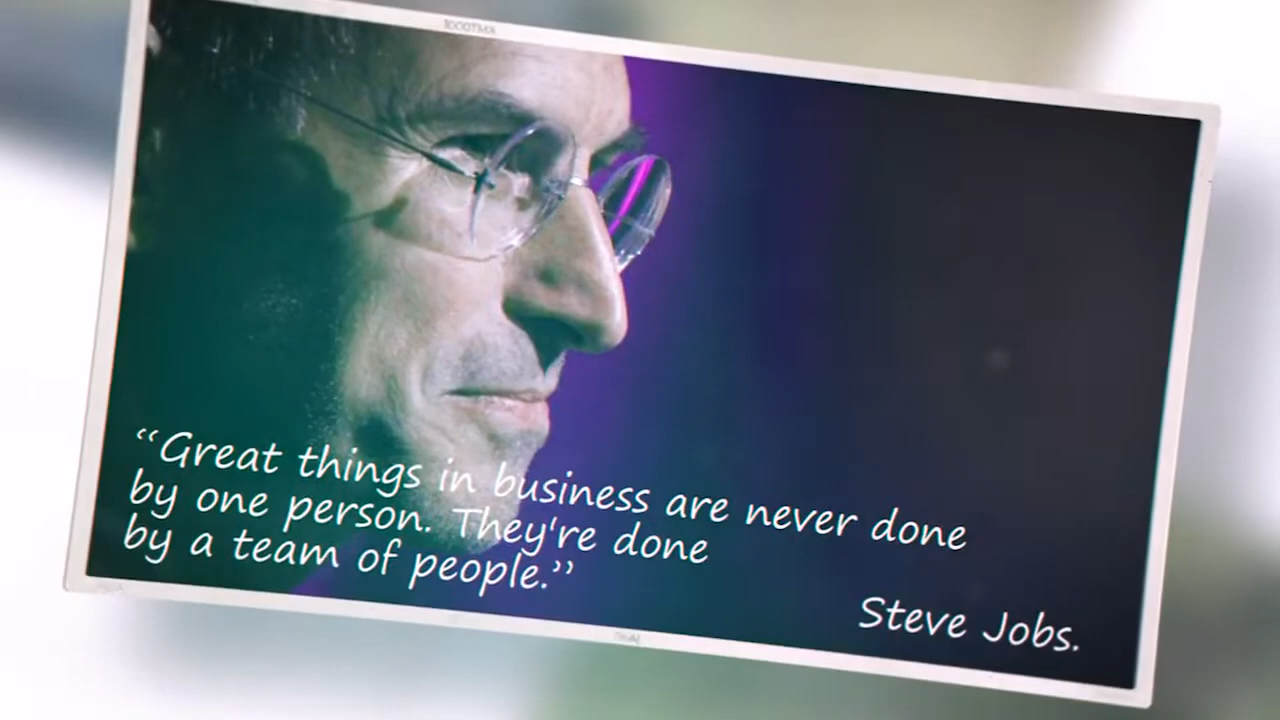 “Great things in business are never done
by one person. They're done
by a team of people.”
Steve Jobs.